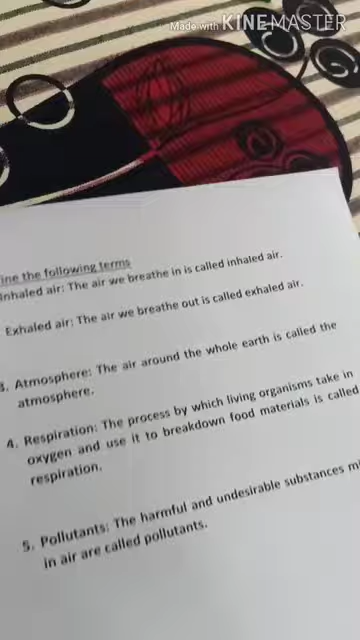 Made with KINEMASTER
ine the following terms
Inhaled air: The air we breathe in is called inhaled air.
Exhaled air: The air we breathe out is called exhaled air.
3. Atmosphere: The air around the whole earth is called the
atmosphere.
4. Respiration: The process by which living organisms take in
oxygen and use it to breakdown food materials is called
respiration.
5. Pollutants: The harmful and undesirable substances mi
in air are called pollutants.